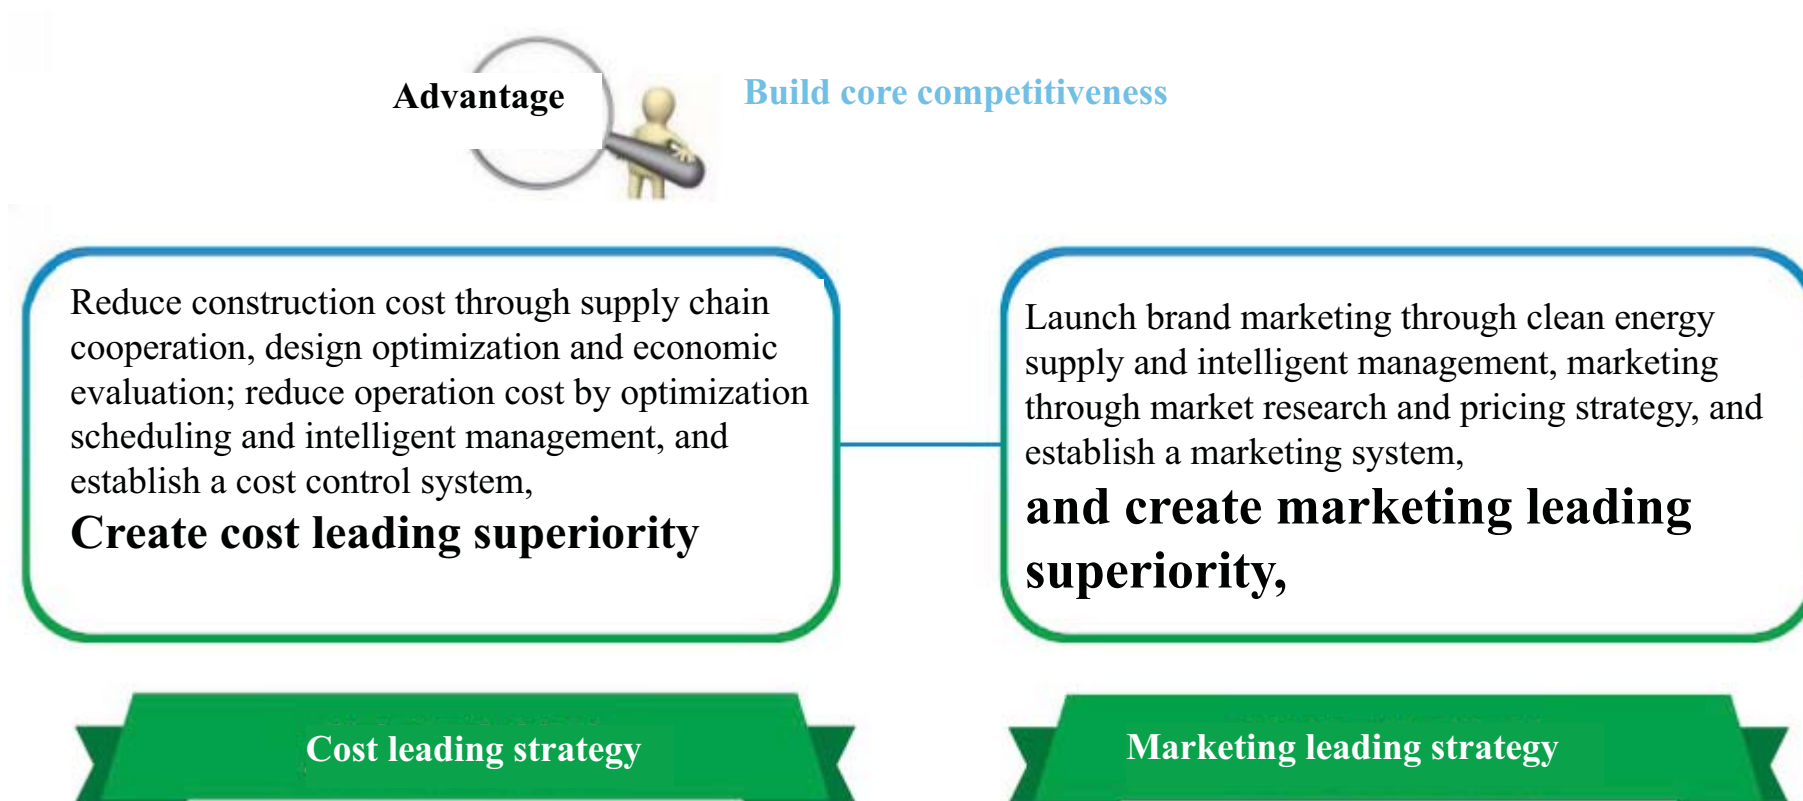 Advantage
Build core competitiveness
Reduce construction cost through supply chain
cooperation, design optimization and economic
evaluation; reduce operation cost by optimization
scheduling and intelligent management, and
establish a cost control system,
Create cost leading superiority
Launch brand marketing through clean energy
supply and intelligent management, marketing
through market research and pricing strategy, and
establish a marketing system,
and create marketing leading
superiority,
Cost leading strategy
Marketing leading strategy